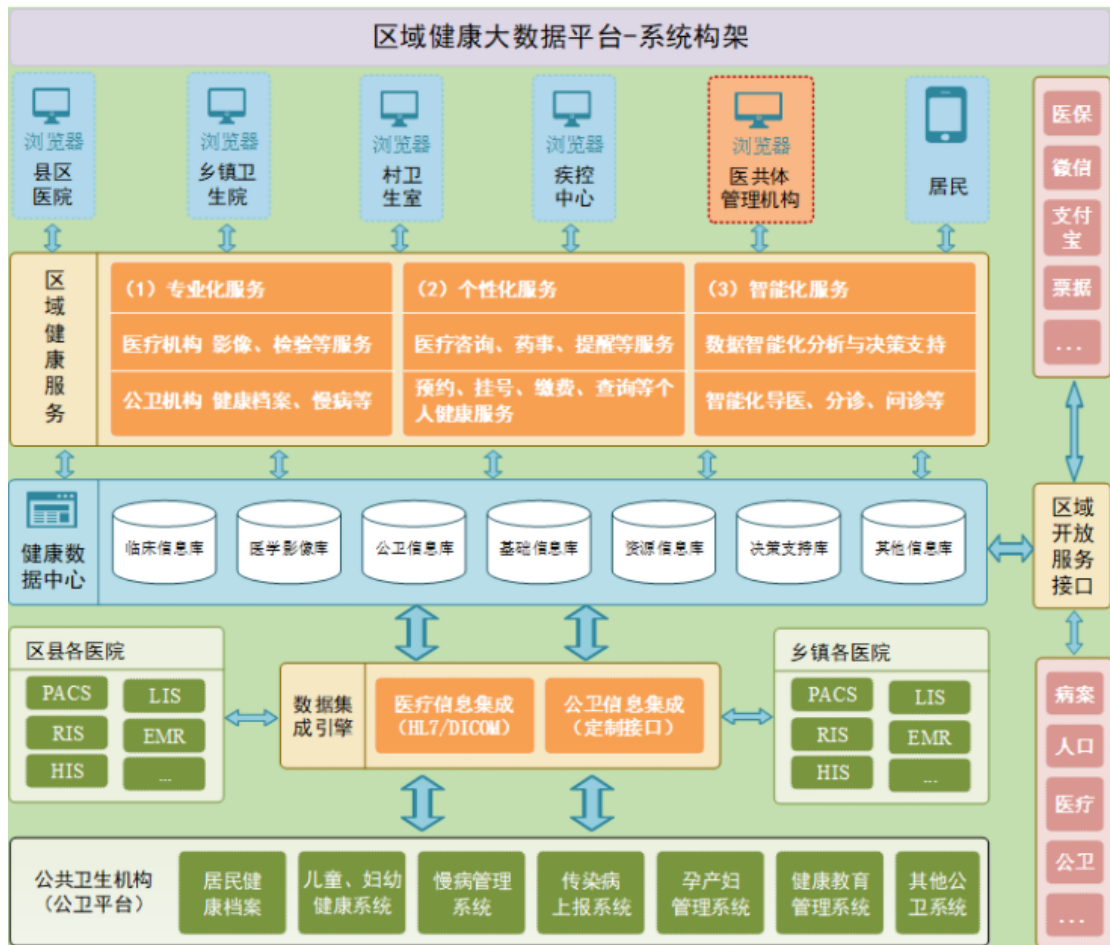 区域健康大数据平台-系统构架
浏览器
县区
医院
浏览器
乡镇卫
生院
浏览器
村卫
生室
浏览器
疾控
中心
浏览器
医共体
管理机构
居民
医保
微信
支付
宝
票据
...
区
域
健
康
服
务
（1）专业化服务
医疗机构 影像、检验等服务
公卫机构 健康档案、慢病等
（2）个性化服务
医疗咨询、药事、提醒等服务
预约、挂号、缴费、查询等个
人健康服务
（3）智能化服务
数据智能化分析与决策支持
智能化导医、分诊、问诊等
健康数
据中心
临床信息库
医学影像库
公卫信息库
基础信息库
资源信息库
决策支持库
其他信息库
区域
开放
服务
接口
区县各医院
PACS
LIS
RIS
EMR
HIS
...
数据集
成引擎
医疗信息集成
（HL7/DICOM）
公卫信息集成
（定制接口）
乡镇各医院
PACS
LIS
RIS
EMR
HIS
...
病案
人口
医疗
公卫
...
公共卫生机构
（公卫平台）
居民健
康档案
儿童、妇幼
健康系统
慢病管理
系统
传染病
上报系统
孕产妇
管理系统
健康教育
管理系统
其他公
卫系统